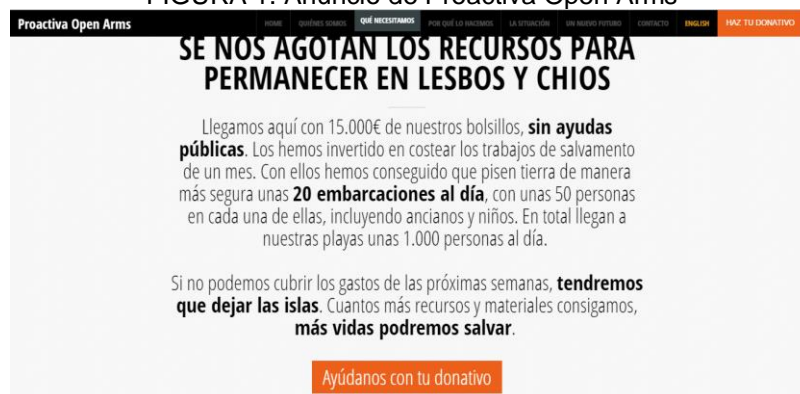 FIGURA 1. Anuncio de Proactiva Open Arms
Proactiva Open Arms HOME QUIÉNES SOMOS QUÉ NECESITAMOS POR QUÉ LO HACEMOS LA SITUACIÓN UN NUEVO FUTURO CONTACTO ENGLISH HAZ TU DONATIVO
SE NOS AGOTAN LOS RECURSOS PARA
PERMANECER EN LESBOS Y CHIOS
Llegamos aquí con 15.000€ de nuestros bolsillos, sin ayudas
públicas. Los hemos invertido en costear los trabajos de salvamento
de un mes. Con ellos hemos conseguido que pisen tierra de manera
más segura unas 20 embarcaciones al día, con unas 50 personas
en cada una de ellas, incluyendo ancianos y niños. En total llegan a
nuestras playas unas 1.000 personas al día.
Si no podemos cubrir los gastos de las próximas semanas, tendremos
que dejar las islas. Cuantos más recursos y materiales consigamos,
más vidas podremos salvar.
Ayúdanos con tu donativo